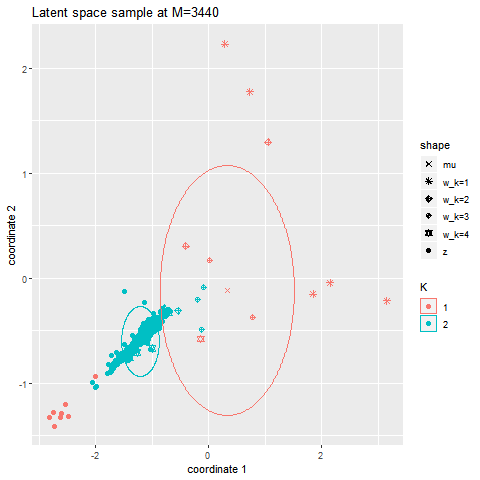 Latent space sample at M=3440
coordinate 2
2
1
0
-1
-2
0
2
coordinate 1
shape
mu
w_k=1
w_k=2
w_k=3
w_k=4
z
K
1
2